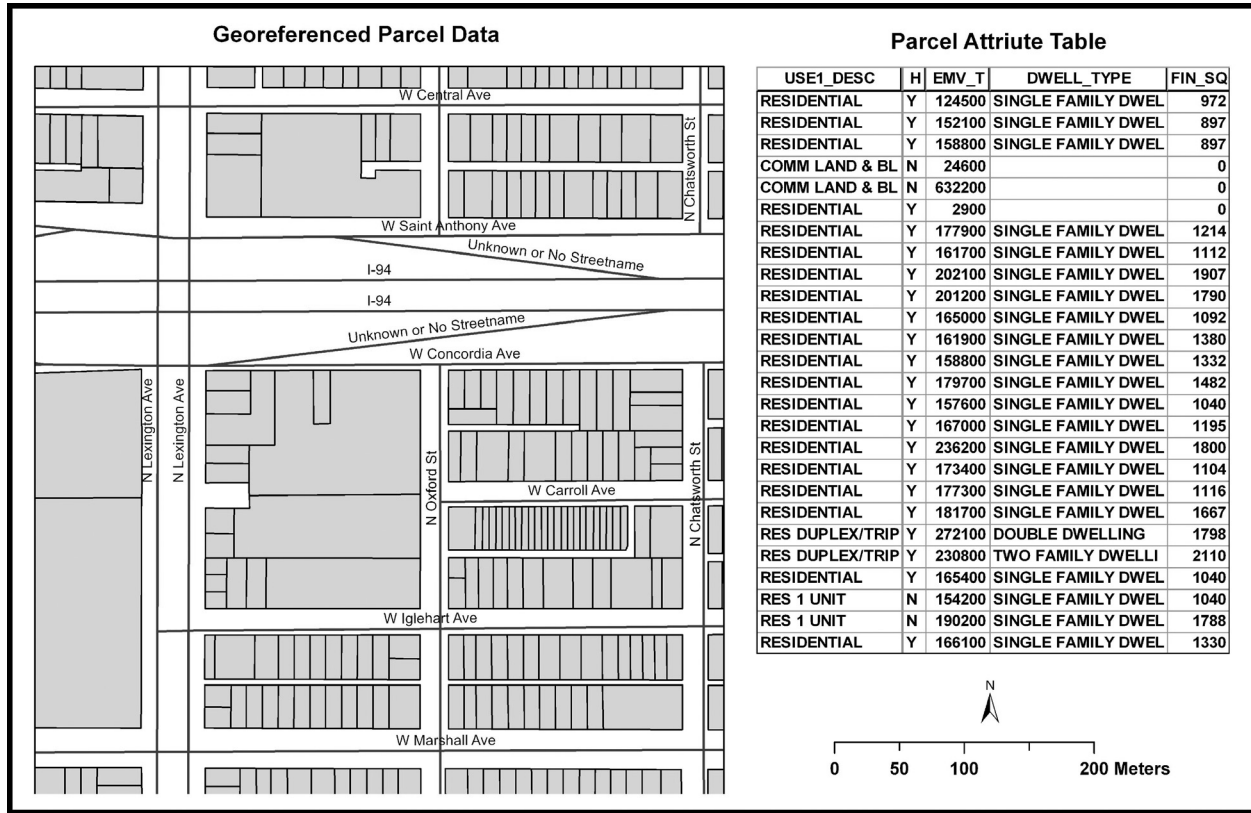 Georeferenced Parcel Data
W Central Ave
N Chatsworth St
W Saint Anthony Ave
Unknown or No Streetname
I-94
I-94
Unknown or No Streetname
W Concordia Ave
N Lexington Ave
N Lexington Ave
N Oxford St
N Chatsworth St
W Carroll Ave
W Iglehart Ave
W Marshall Ave
Parcel Attriute Table
USE1_DESC H EMV_T DWELL_TYPE FIN_SQ
RESIDENTIAL Y 124500 SINGLE FAMILY DWEL 972
RESIDENTIAL Y 152100 SINGLE FAMILY DWEL 897
RESIDENTIAL Y 158800 SINGLE FAMILY DWEL 897
COMM LAND & BL N 24600 0
COMM LAND & BL N 632200 0
RESIDENTIAL Y 2900 0
RESIDENTIAL Y 177900 SINGLE FAMILY DWEL 1214
RESIDENTIAL Y 161700 SINGLE FAMILY DWEL 1112
RESIDENTIAL Y 202100 SINGLE FAMILY DWEL 1907
RESIDENTIAL Y 201200 SINGLE FAMILY DWEL 1790
RESIDENTIAL Y 165000 SINGLE FAMILY DWEL 1092
RESIDENTIAL Y 161900 SINGLE FAMILY DWEL 1380
RESIDENTIAL Y 158800 SINGLE FAMILY DWEL 1332
RESIDENTIAL Y 179700 SINGLE FAMILY DWEL 1482
RESIDENTIAL Y 157600 SINGLE FAMILY DWEL 1040
RESIDENTIAL Y 167000 SINGLE FAMILY DWEL 1195
RESIDENTIAL Y 236200 SINGLE FAMILY DWEL 1800
RESIDENTIAL Y 173400 SINGLE FAMILY DWEL 1104
RESIDENTIAL Y 177300 SINGLE FAMILY DWEL 1116
RESIDENTIAL Y 181700 SINGLE FAMILY DWEL 1667
RES DUPLEX/TRIP Y 272100 DOUBLE DWELLING 1798
RES DUPLEX/TRIP Y 230800 TWO FAMILY DWELLI 2110
RESIDENTIAL Y 165400 SINGLE FAMILY DWEL 1040
RES 1 UNIT N 154200 SINGLE FAMILY DWEL 1040
RES 1 UNIT N 190200 SINGLE FAMILY DWEL 1788
RESIDENTIAL Y 166100 SINGLE FAMILY DWEL 1330
N
0 50 100 200 Meters